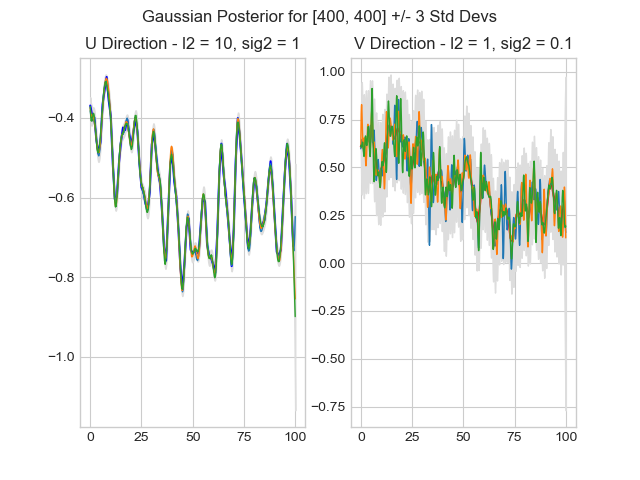 Gaussian Posterior for [400, 400] +/- 3 Std Devs
U Direction - l2 = 10, sig2 = 1
V Direction - l2 = 1, sig2 = 0.1
−0.4
−0.6
−0.8
−1.0
0 25 50 75 100
1.00
0.75
0.50
0.25
0.00
−0.25
−0.50
−0.75
0 25 50 75 100